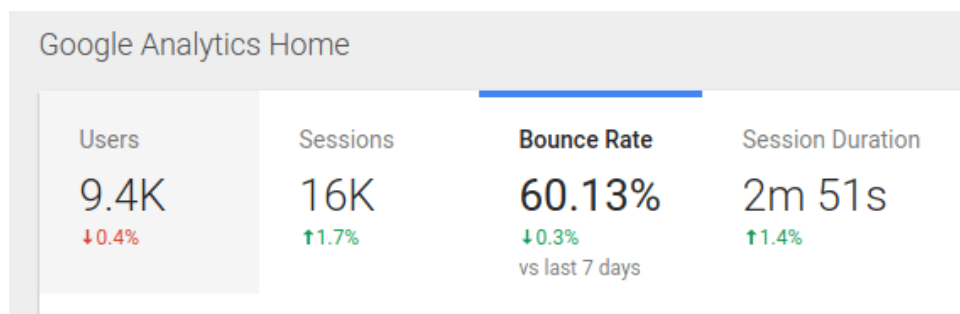 Google Analytics Home
Users
9.4K
↓0.4%
Sessions
16K
↑1.7%
Bounce Rate
60.13%
↓0.3%
vs last 7 days
Session Duration
2m 51s
↑1.4%